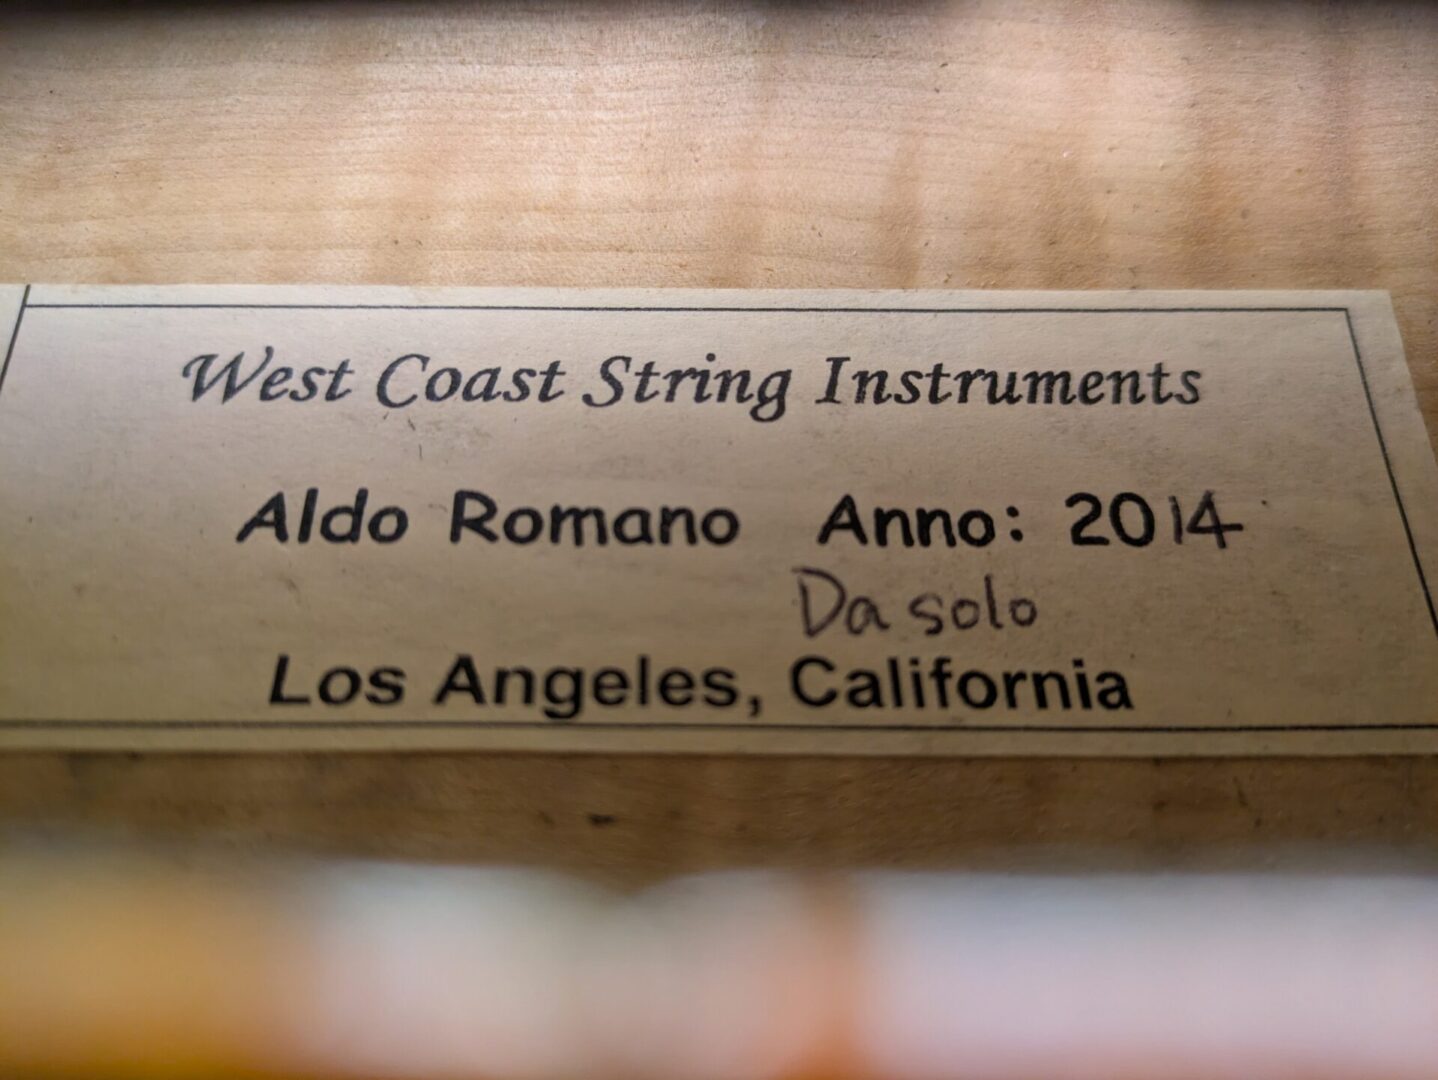 West Coast String Instruments
Aldo Romano Anno: 2014
Da solo
Los Angeles, California